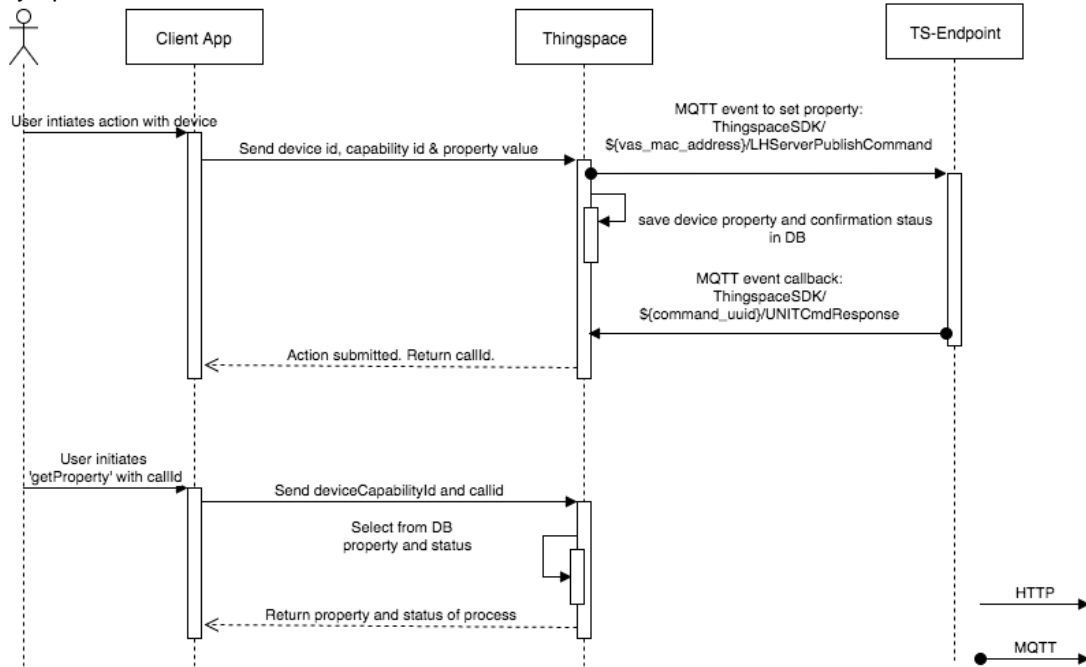 Client App
Thingspace
TS-Endpoint
User intiates action with device
Send device id, capability id & property value
MQTT event to set property:
ThingspaceSDK/
${vas_mac_address}/LHServerPublishCommand
save device property and confirmation staus
in DB
MQTT event callback:
ThingspaceSDK/
${command_uuid}/UNITCmdResponse
Action submitted. Return callId.
User initiates
'getProperty' with callId
Send deviceCapabilityId and callid
Select from DB
property and status
Return property and status of process
HTTP
MQTT